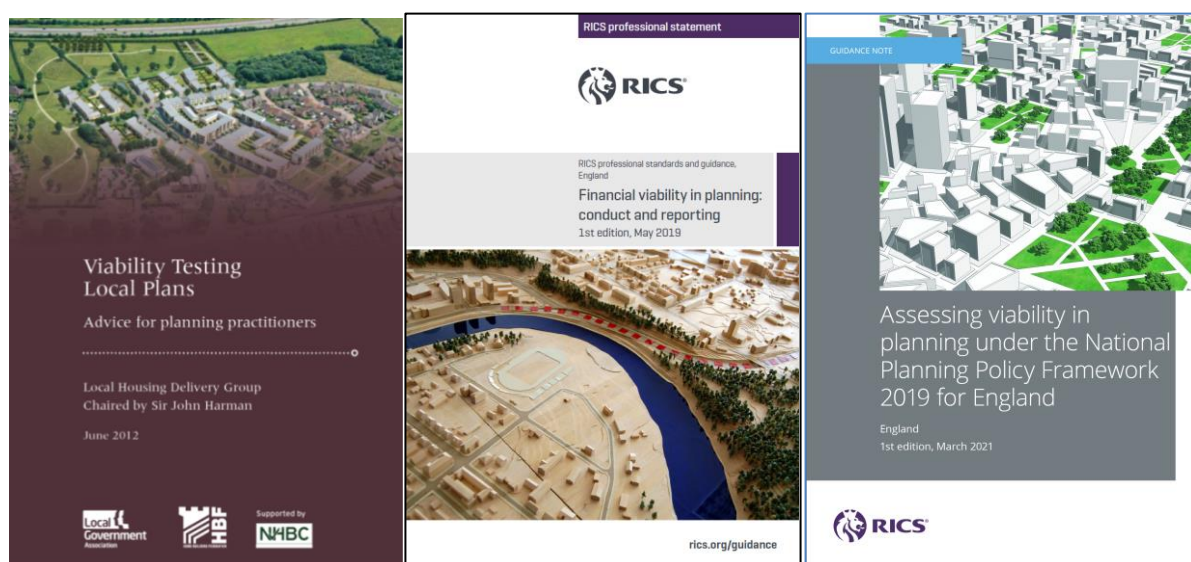 Viability Testing
Local Plans
Advice for planning practitioners
Local Housing Delivery Group
Chaired by Sir John Harman
June 2012
Local
Government
Association
HBF
Supported by
NHBC
RICS professional statement
RICS
RICS professional standards and guidance,
England
Financial viability in planning:
conduct and reporting
1st edition, May 2019
rics.org/guidance
GUIDANCE NOTE
Assessing viability in
planning under the National
Planning Policy Framework
2019 for England
England
1st edition, March 2021
RICS